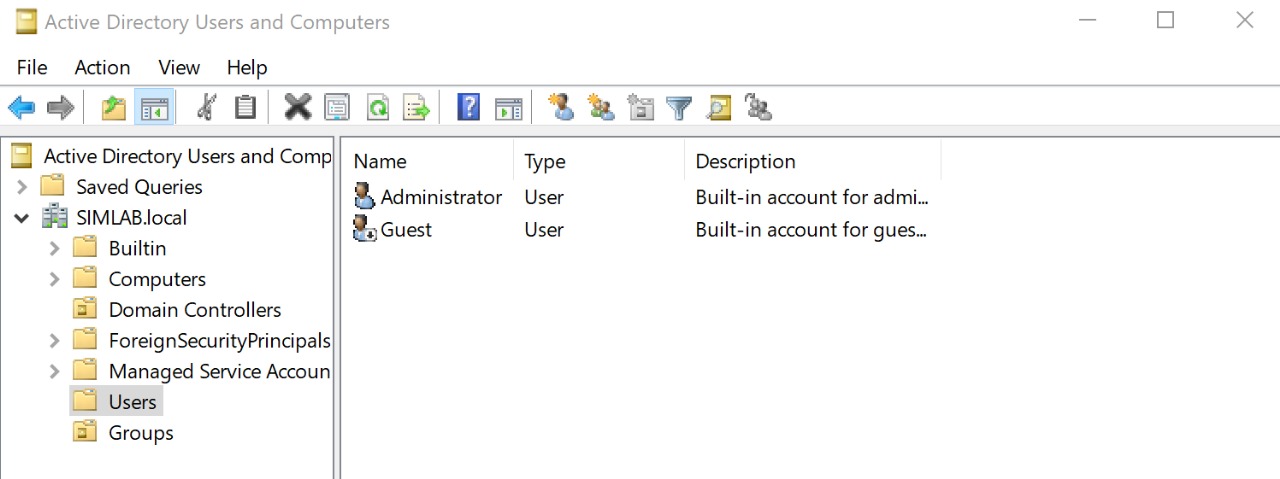 Active Directory Users and Computers
File Action View Help
Active Directory Users and Comp
Saved Queries
SIMLAB.local
Builtin
Computers
Domain Controllers
ForeignSecurityPrincipals
Managed Service Accoun
Users
Groups
Name Type Description
Administrator User Built-in account for admi...
Guest User Built-in account for gues...